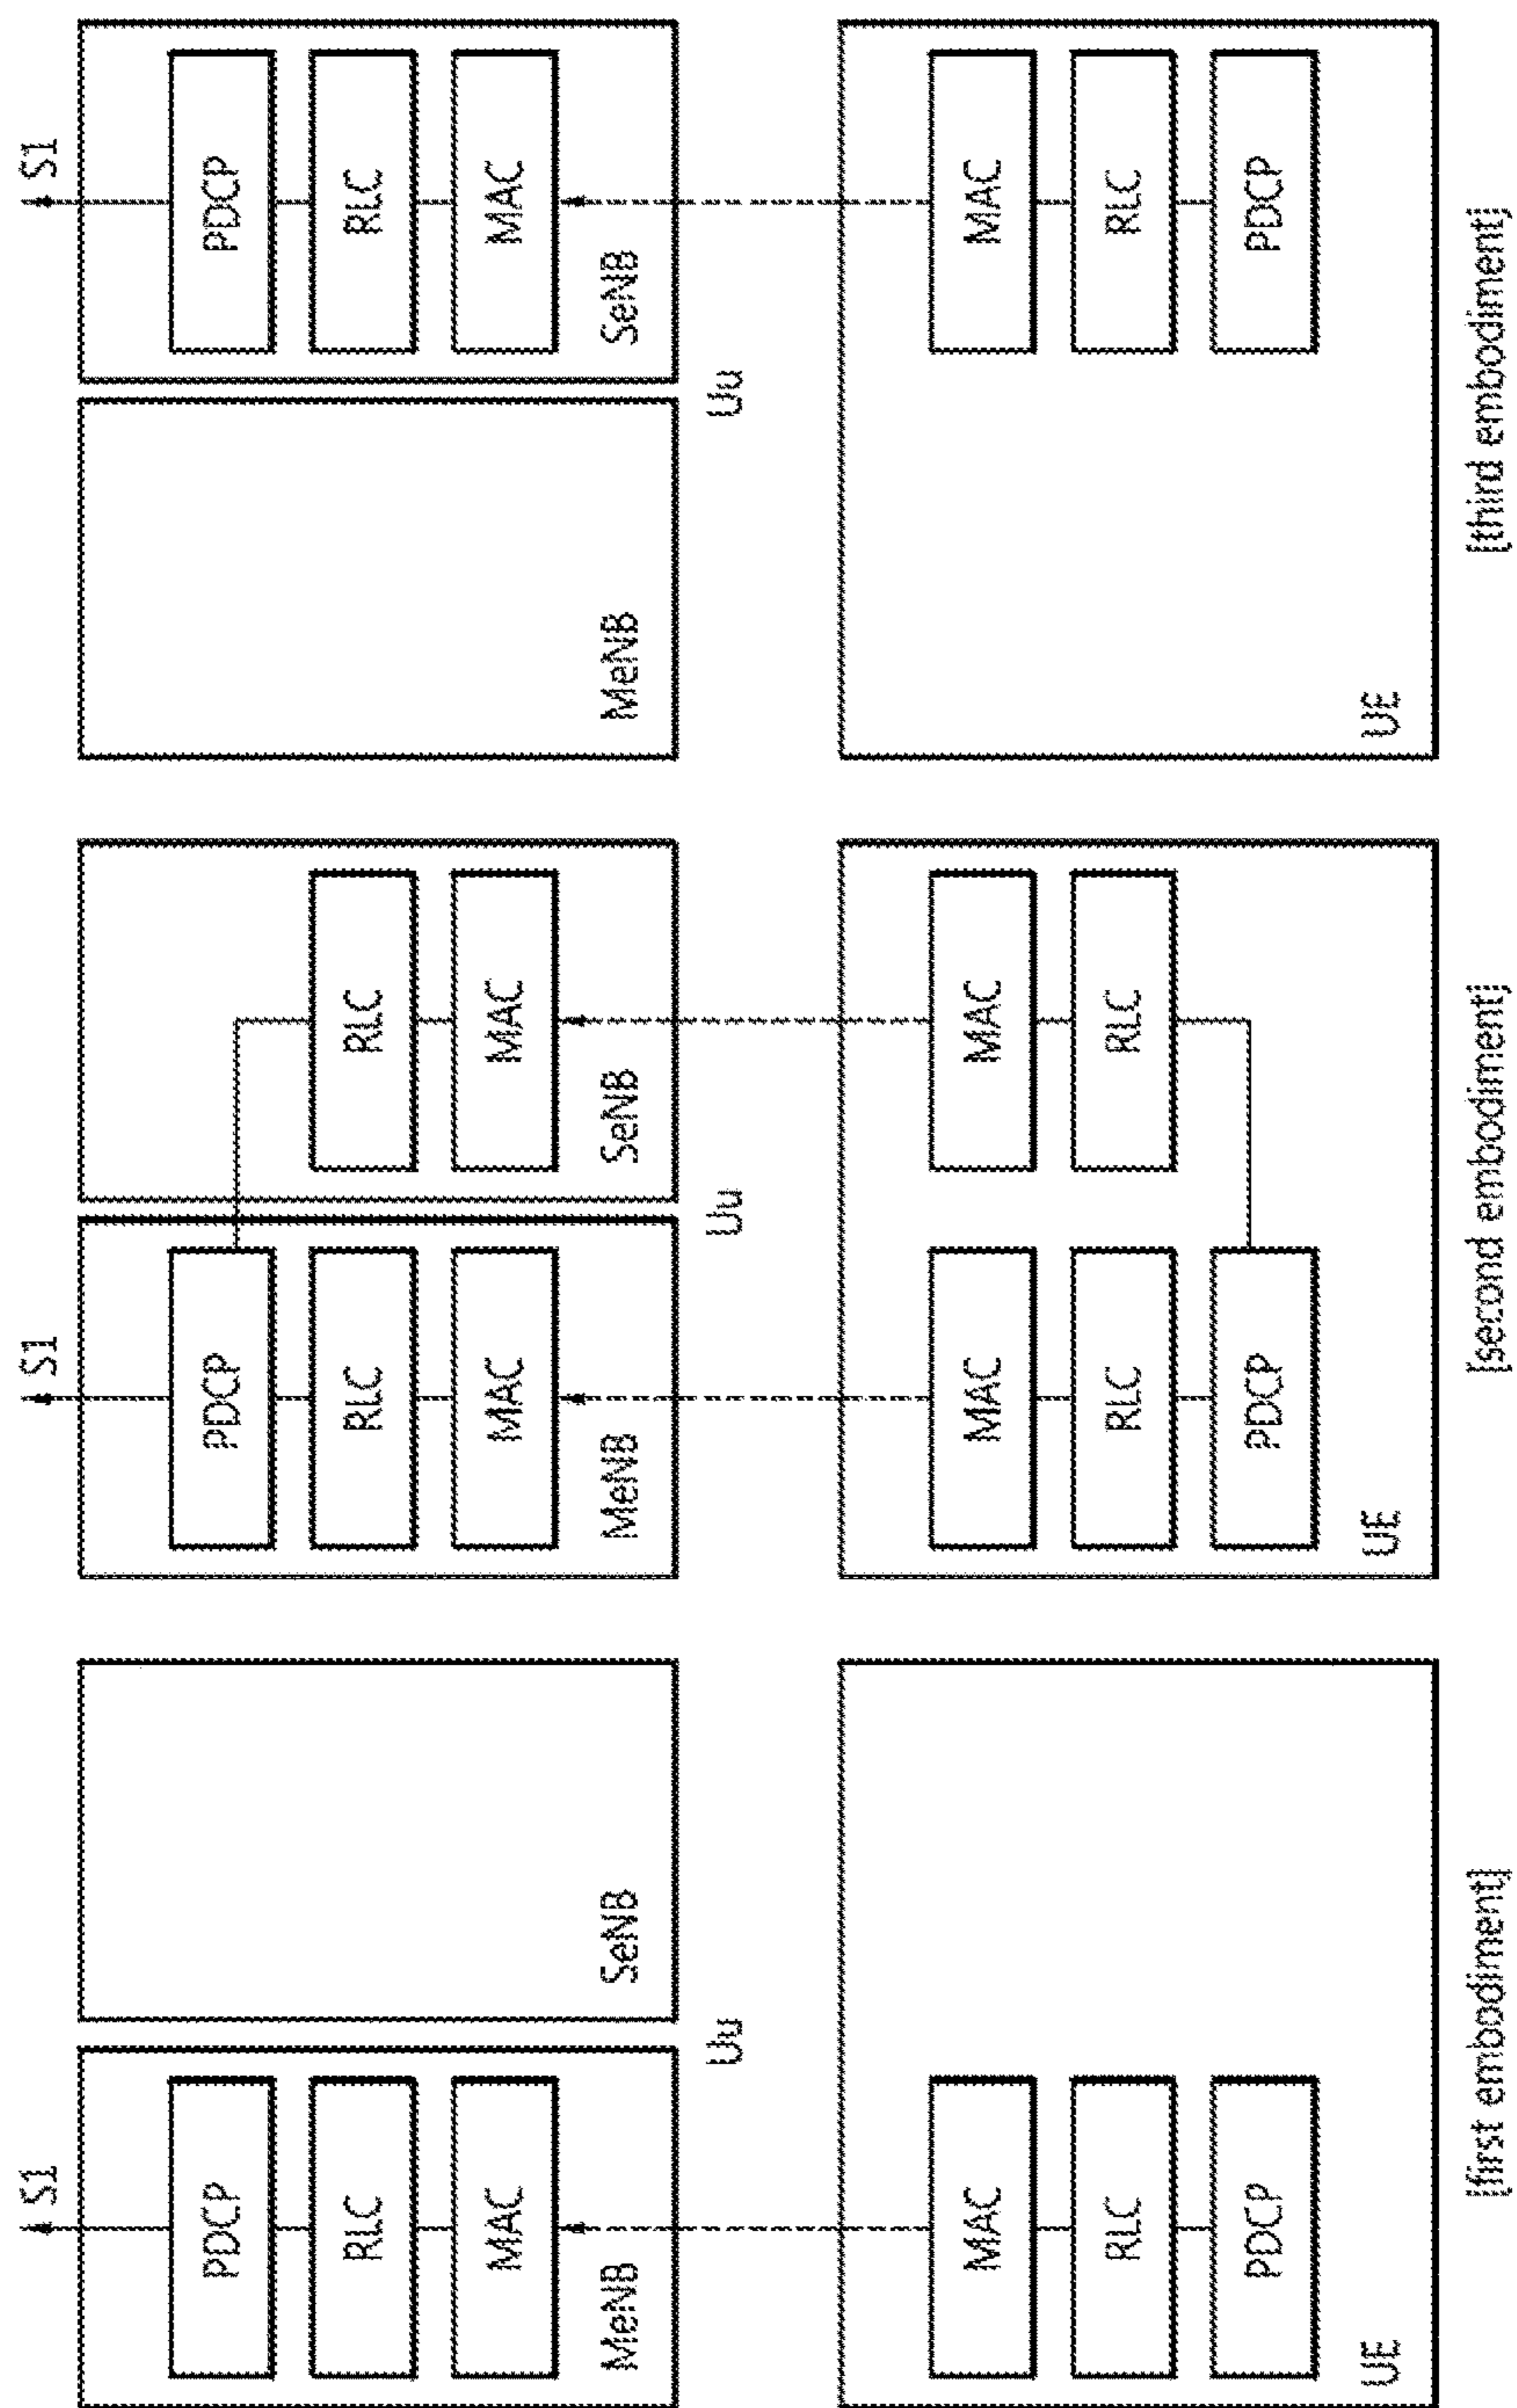 S1
PDCP
RLC
MAC
MeNB
SeNB
Uu
MAC
RLC
PDCP
UE
[first embodiment]
S1
PDCP
RLC
MAC
MeNB
RLC
MAC
SeNB
Uu
MAC
RLC
PDCP
MAC
RLC
UE
[second embodiment]
S1
MeNB
PDCP
RLC
MAC
SeNB
Uu
MAC
RLC
PDCP
UE
[third embodiment]